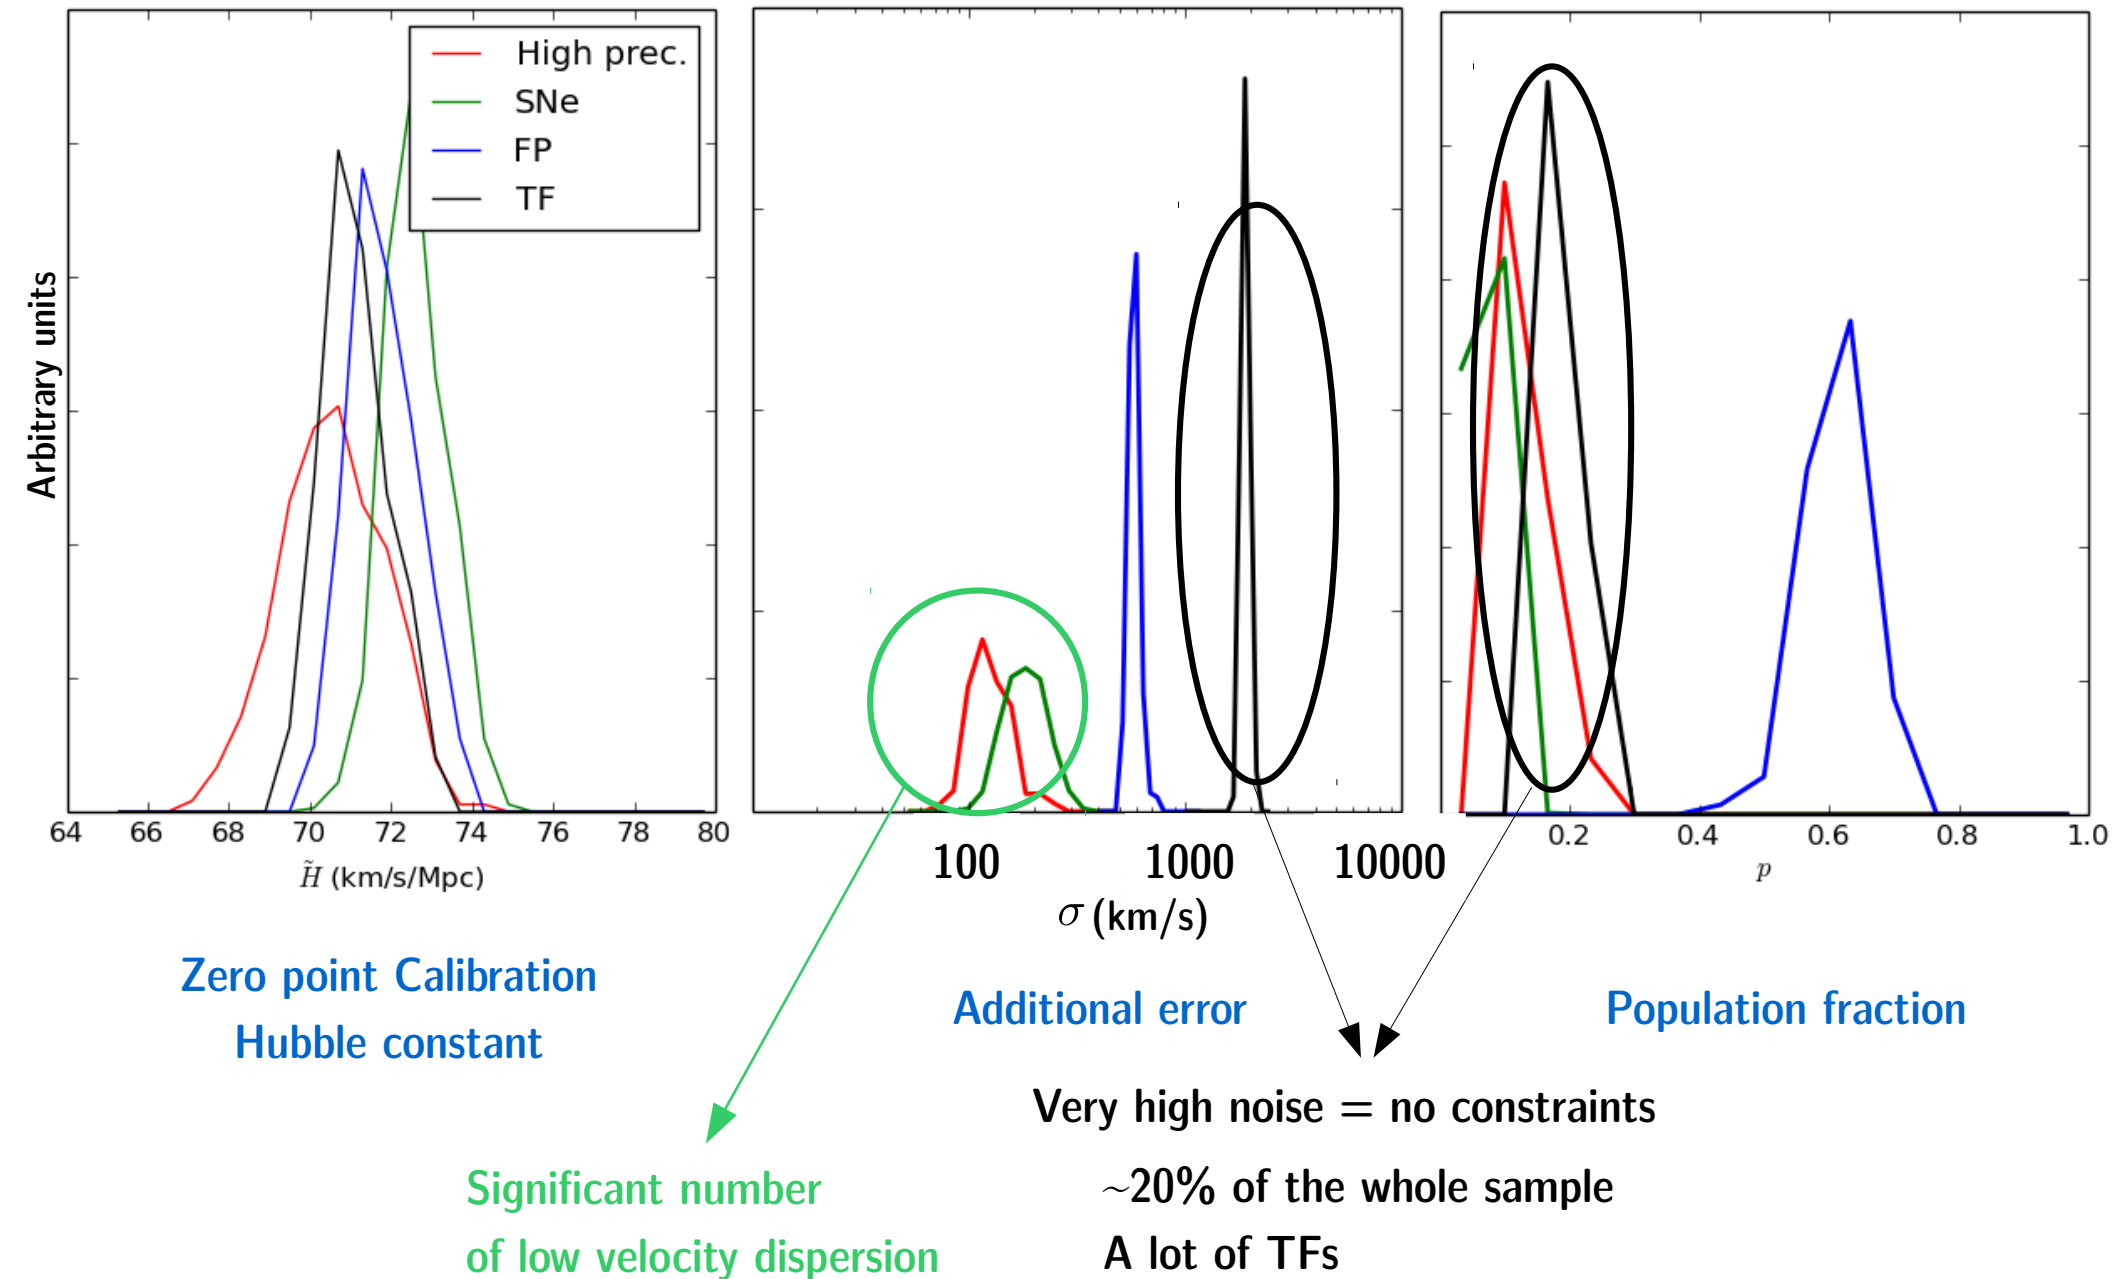 High prec.
SNe
FP
TF
Arbitrary units
64 66 68 70 72 74 76 78 80
H̃ (km/s/Mpc)
100 1000 10000
σ (km/s)
0.2 0.4 0.6 0.8 1.0
p
Zero point Calibration
Hubble constant
Additional error
Population fraction
Very high noise = no constraints
~20% of the whole sample
A lot of TFs
Significant number
of low velocity dispersion